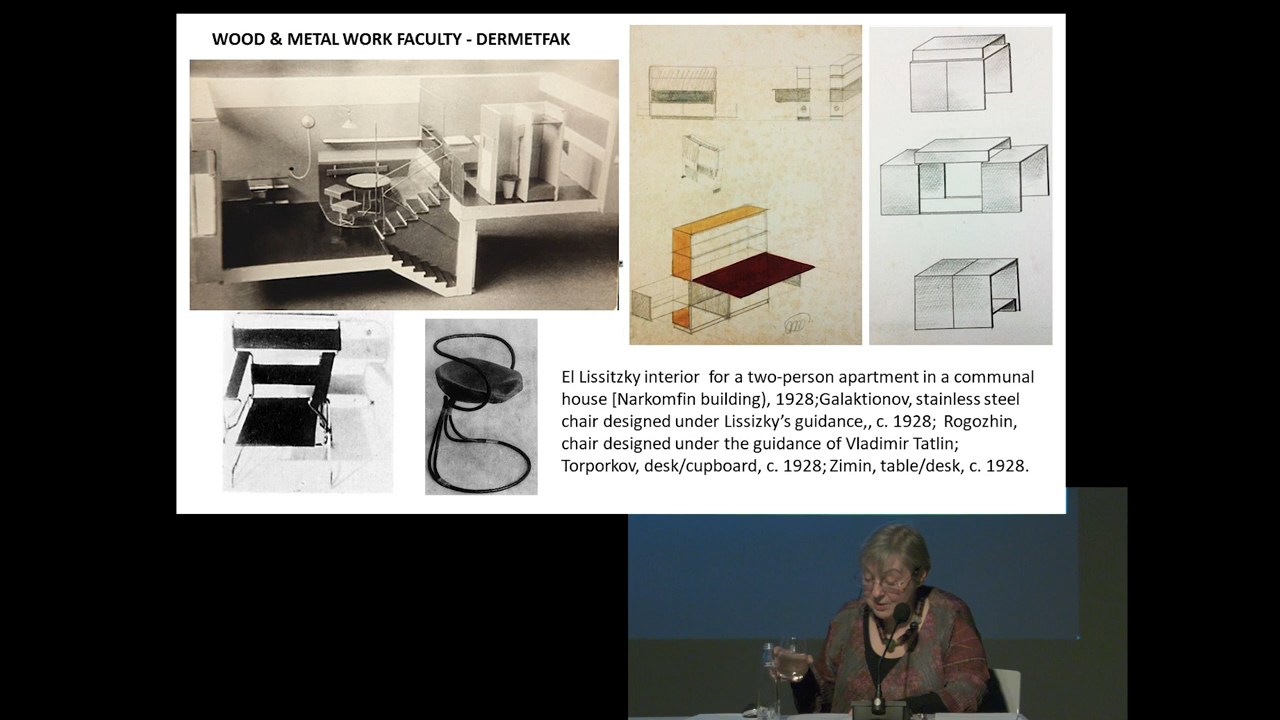 WOOD & METAL WORK FACULTY - DERMETFAK
El Lissitzky interior for a two-person apartment in a communal
house [Narkomfin building), 1928;Galaktionov, stainless steel
chair designed under Lissizky's guidance,, c. 1928; Rogozhin,
chair designed under the guidance of Vladimir Tatlin;
Torporkov, desk/cupboard, c. 1928; Zimin, table/desk, c. 1928.